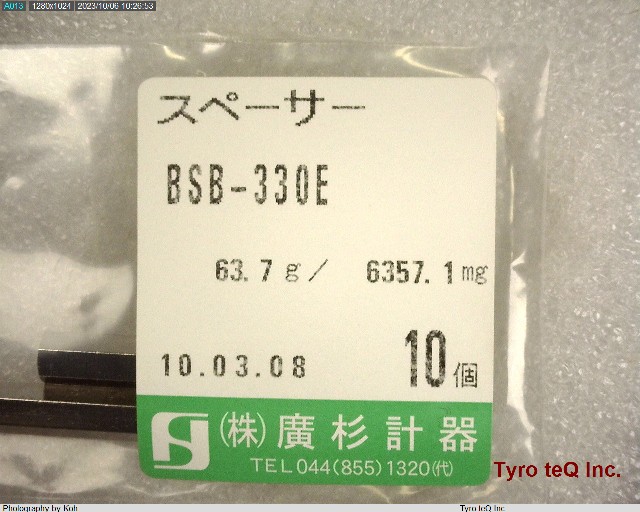 A013 1280x1024 2023/10/06 10:26:53
スペーサー
BSB-330E
63.7g/ 6357.1mg
10.03.08 10個
(株)廣杉計器
TEL 044(855)1320(代)
Tyro teQ Inc.
Photography by Koh Tyro teQ Inc